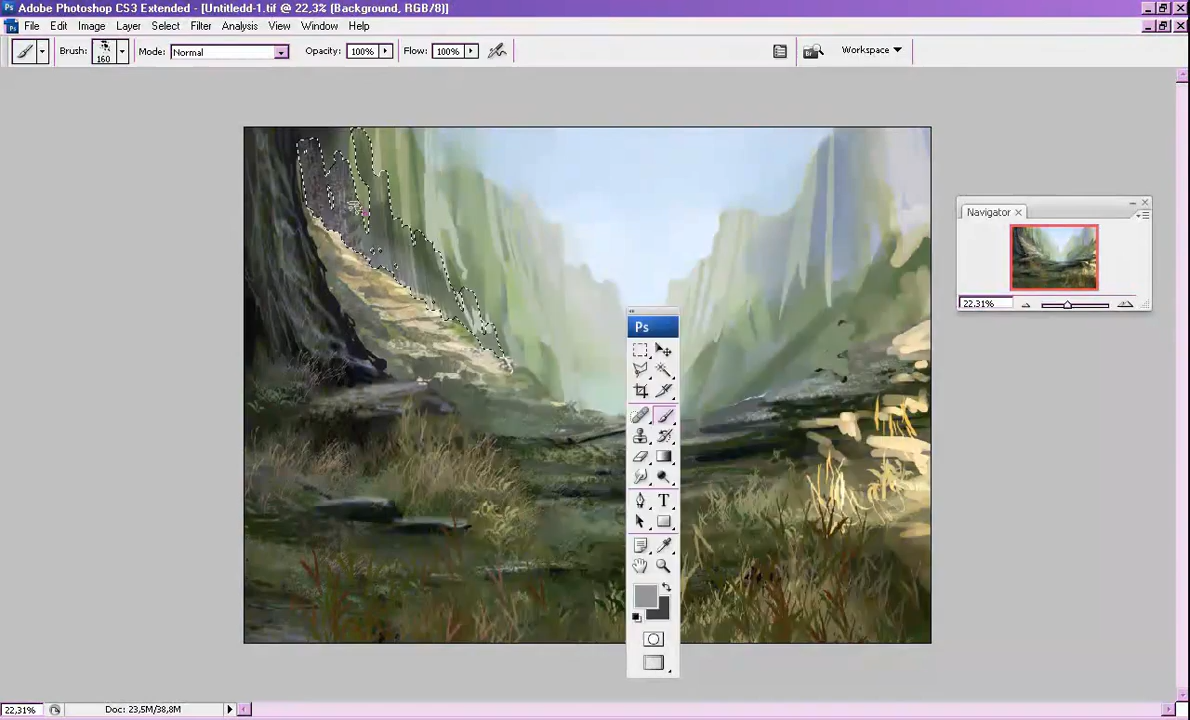 Adobe Photoshop CS3 Extended - [Untitledd-1.tif @ 22,3% (Background, RGB/8)]
File Edit Image Layer Select Filter Analysis View Window Help
Brush: 160 Mode: Normal Opacity: 100% Flow: 100% Workspace
Navigator
22,31%
Ps
T
22,31% Doc: 23,5M/38,8M